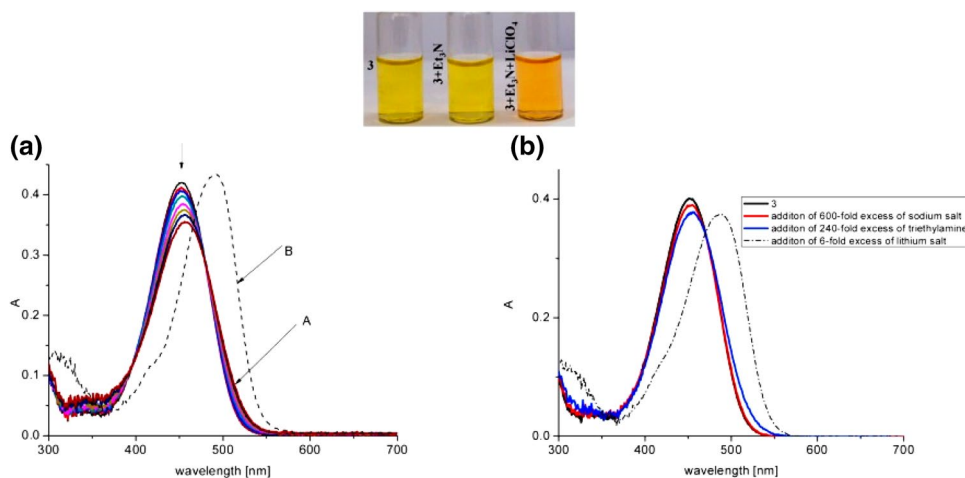 3
3+Et₃N
3+Et₃N+LiClO₄
(a)
A
0.4
0.3
0.2
0.1
0.0
B
A
300 400 500 600 700
wavelength [nm]
(b)
A
0.4
0.2
0.0
3
additon of 600-fold excess of sodium salt
additon of 240-fold excess of triethylamine
additon of 6-fold excess of lithium salt
300 400 500 600 700
wavelength [nm]